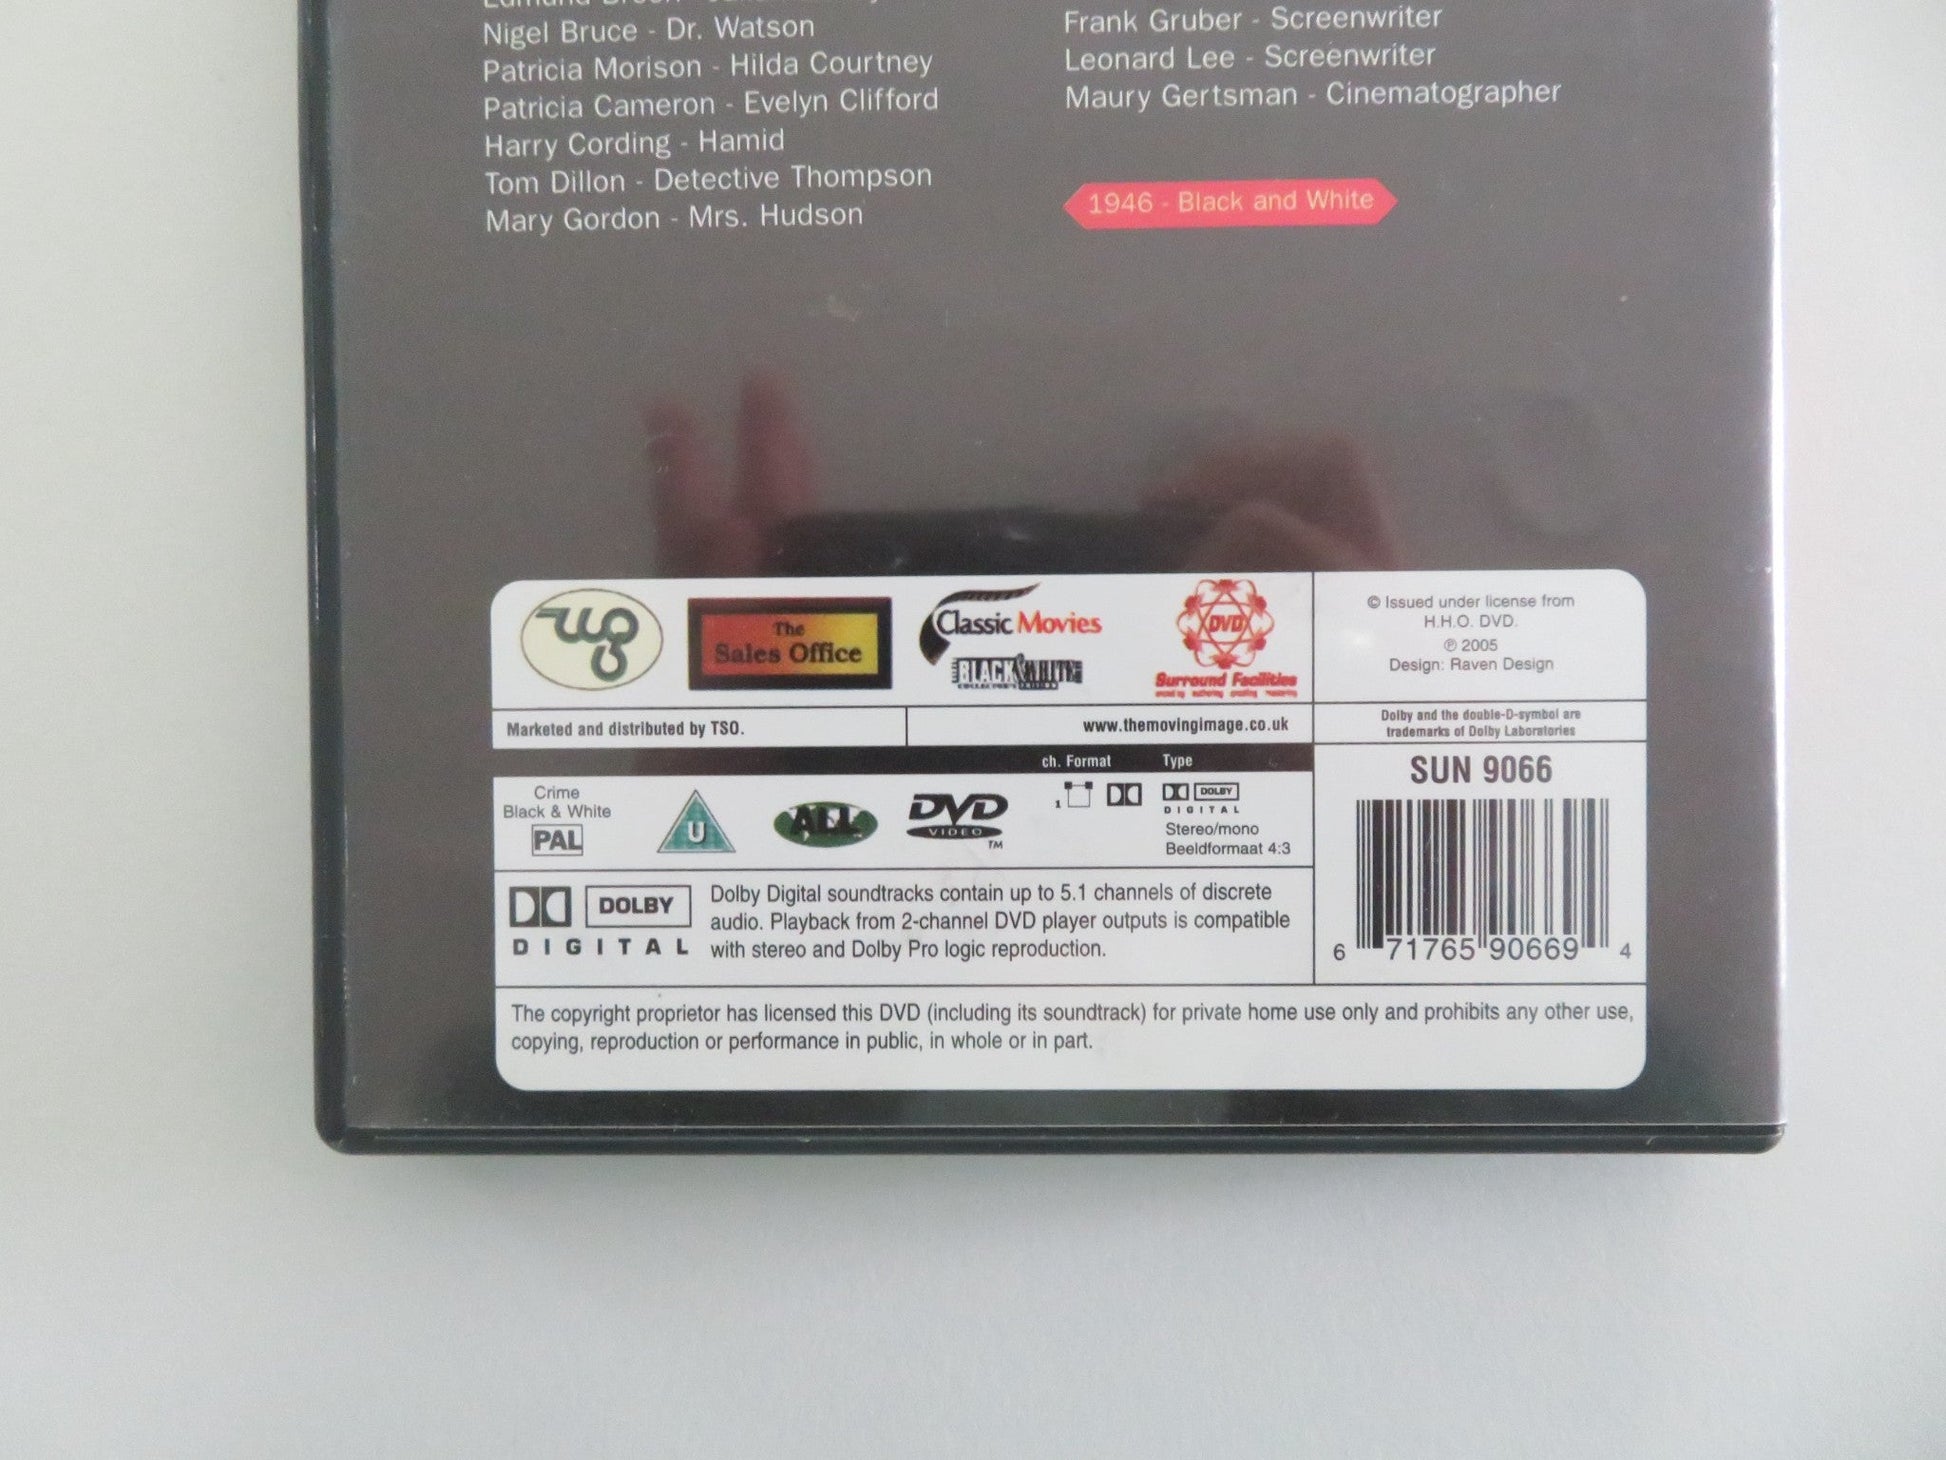 Nigel Bruce - Dr. Watson
Patricia Morison - Hilda Courtney
Patricia Cameron - Evelyn Clifford
Harry Cording - Hamid
Tom Dillon - Detective Thompson
Mary Gordon - Mrs. Hudson
Frank Gruber - Screenwriter
Leonard Lee - Screenwriter
Maury Gertsman - Cinematographer
1946 - Black and White
The
Sales Office
Classic Movies
BLACK & WHITE
DVD
Surround Facilities
© Issued under license from
H.H.O. DVD.
℗ 2005
Design: Raven Design
Marketed and distributed by TSO.
www.themovingimage.co.uk
Dolby and the double-D-symbol are
trademarks of Dolby Laboratories
ch. Format Type
Crime
Black & White
PAL
U
ALL
DVD
VIDEO
TM
1
DOLBY
DIGITAL
Stereo/mono
Beeldformaat 4:3
SUN 9066
6 71765 90669 4
DOLBY
DIGITAL
Dolby Digital soundtracks contain up to 5.1 channels of discrete
audio. Playback from 2-channel DVD player outputs is compatible
with stereo and Dolby Pro logic reproduction.
The copyright proprietor has licensed this DVD (including its soundtrack) for private home use only and prohibits any other use,
copying, reproduction or performance in public, in whole or in part.